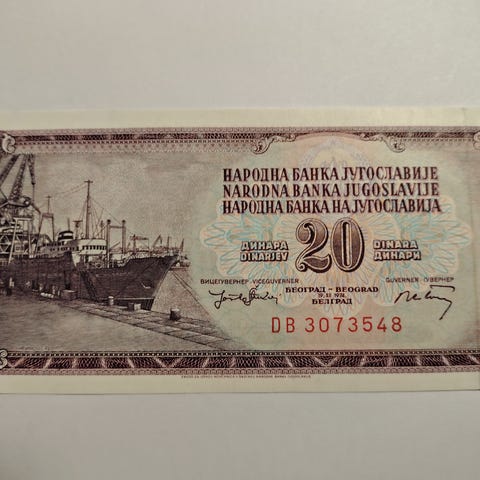 НАРОДНА БАНКА ЈУГОСЛАВИЈЕ
NARODNA BANKA JUGOSLAVIJE
НАРОДНА БАНКА НА ЈУГОСЛАВИЈА
ДИНАРА 20 DINARA
DINARJEV ДИНАРИ
ВИЦЕГУВЕРНЕР-VICEGUVERNER GUVERNER-ГУВЕРНЕР
БЕОГРАД - BEOGRAD
БЕЛГРАД
DB 3073548